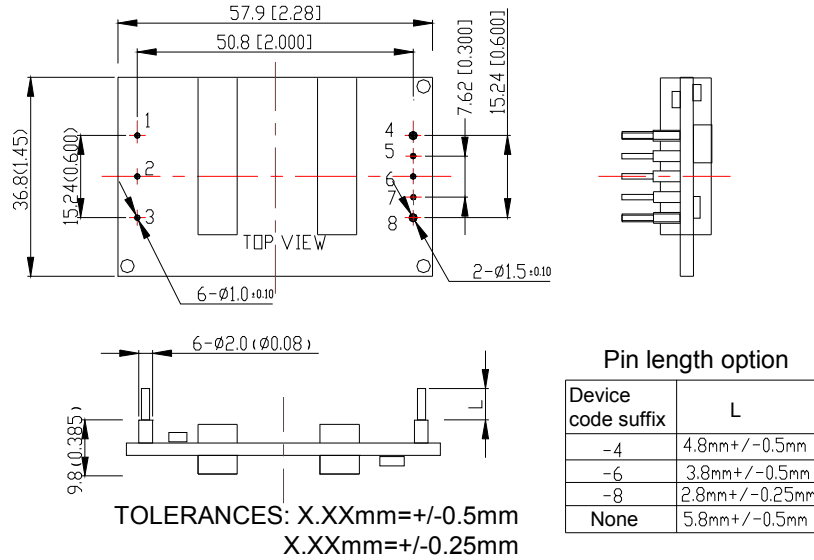 57.9 [2.28]
50.8 [2.000]
36.8(1.45)
15.24(0.600)
7.62 [0.300]
15.24 [0.600]
1
2
3
4
5
6
7
8
TOP VIEW
2-Ø1.5±0.10
6-Ø1.0±0.10
6-Ø2.0(Ø0.08)
9.8(0.385)
L
TOLERANCES: X.XXmm=+/-0.5mm
X.XXmm=+/-0.25mm
Pin length option
Device code suffix L
-4 4.8mm+/-0.5mm
-6 3.8mm+/-0.5mm
-8 2.8mm+/-0.25mm
None 5.8mm+/-0.5mm